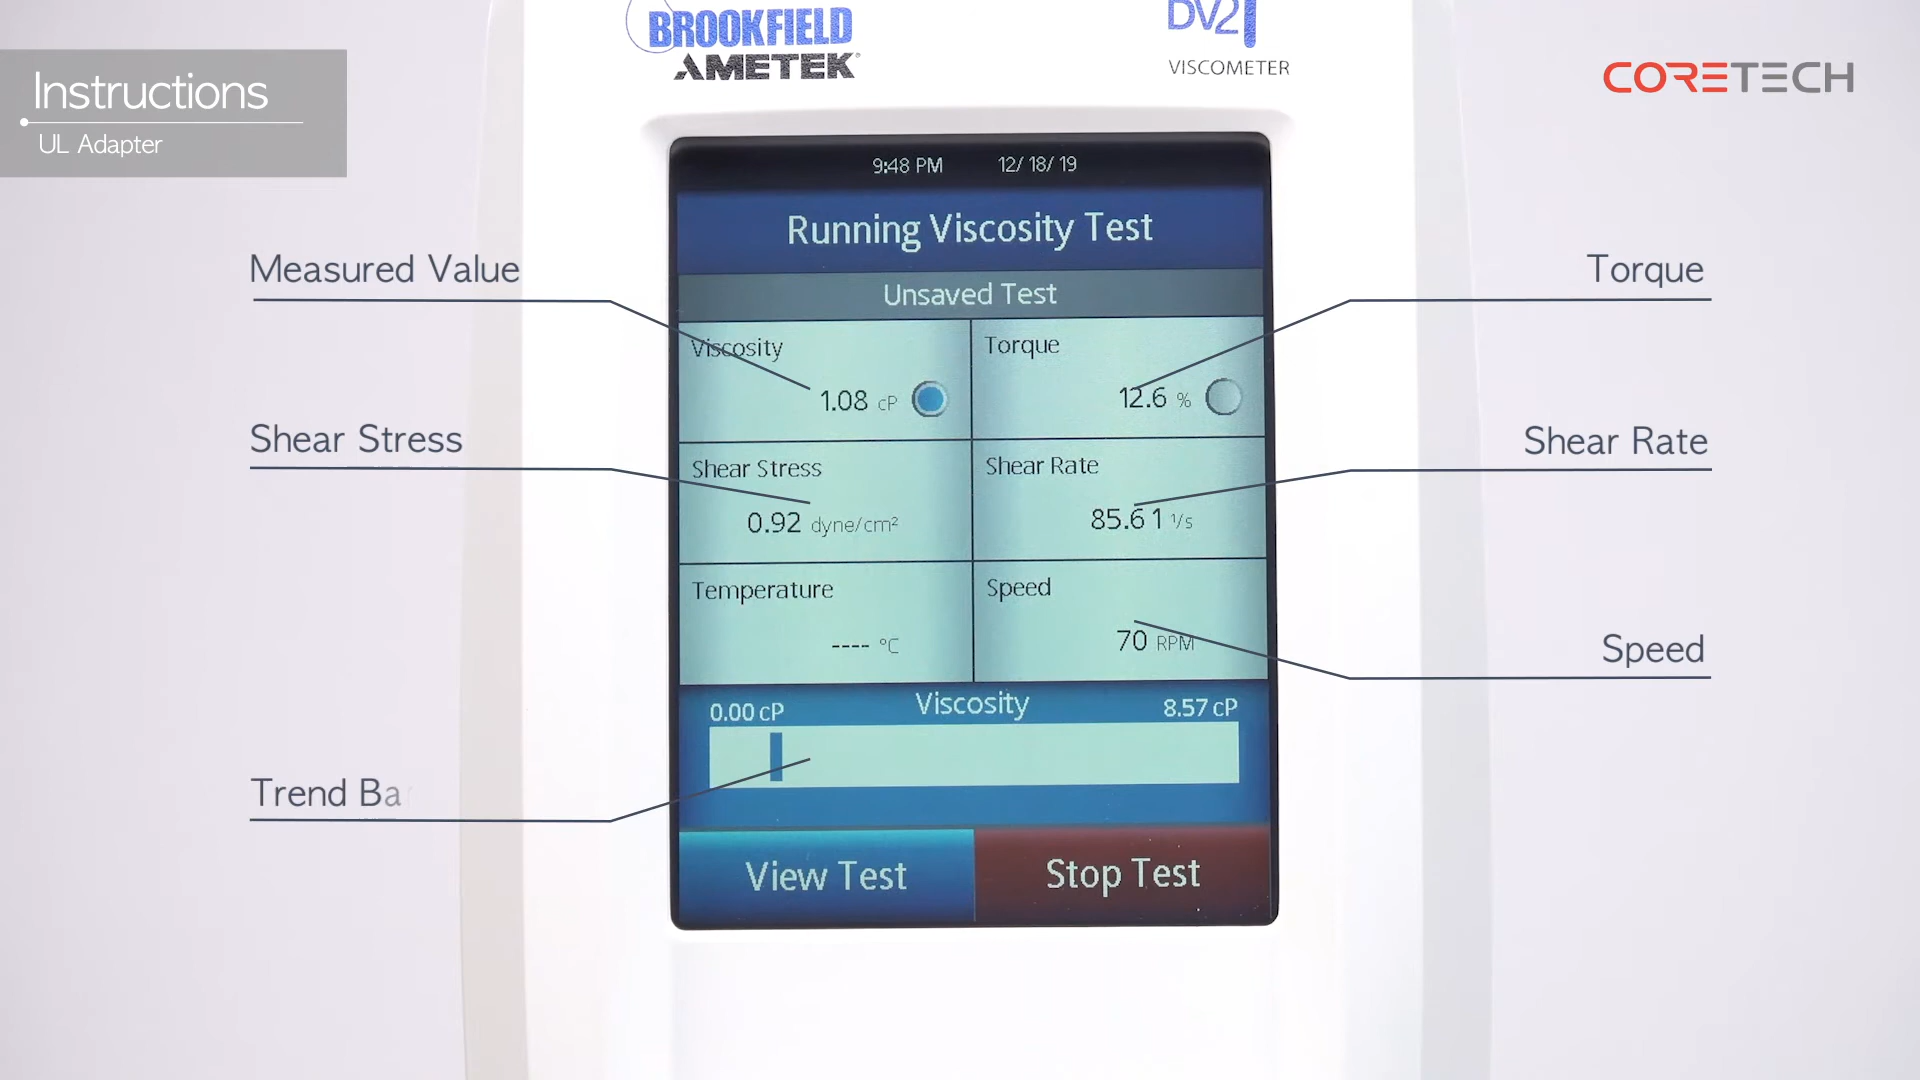 BROOKFIELD
AMETEK®
DV2T
VISCOMETER
CORETECH
Instructions
UL Adapter
9:48 PM 12/18/19
Running Viscosity Test
Unsaved Test
Measured Value
Torque
Viscosity
1.08 cP
Torque
12.6 %
Shear Stress
Shear Rate
Shear Stress
0.92 dyne/cm²
Shear Rate
85.61 1/s
Temperature
---- °C
Speed
70 RPM
Speed
0.00 cP Viscosity 8.57 cP
Trend Ba
View Test
Stop Test